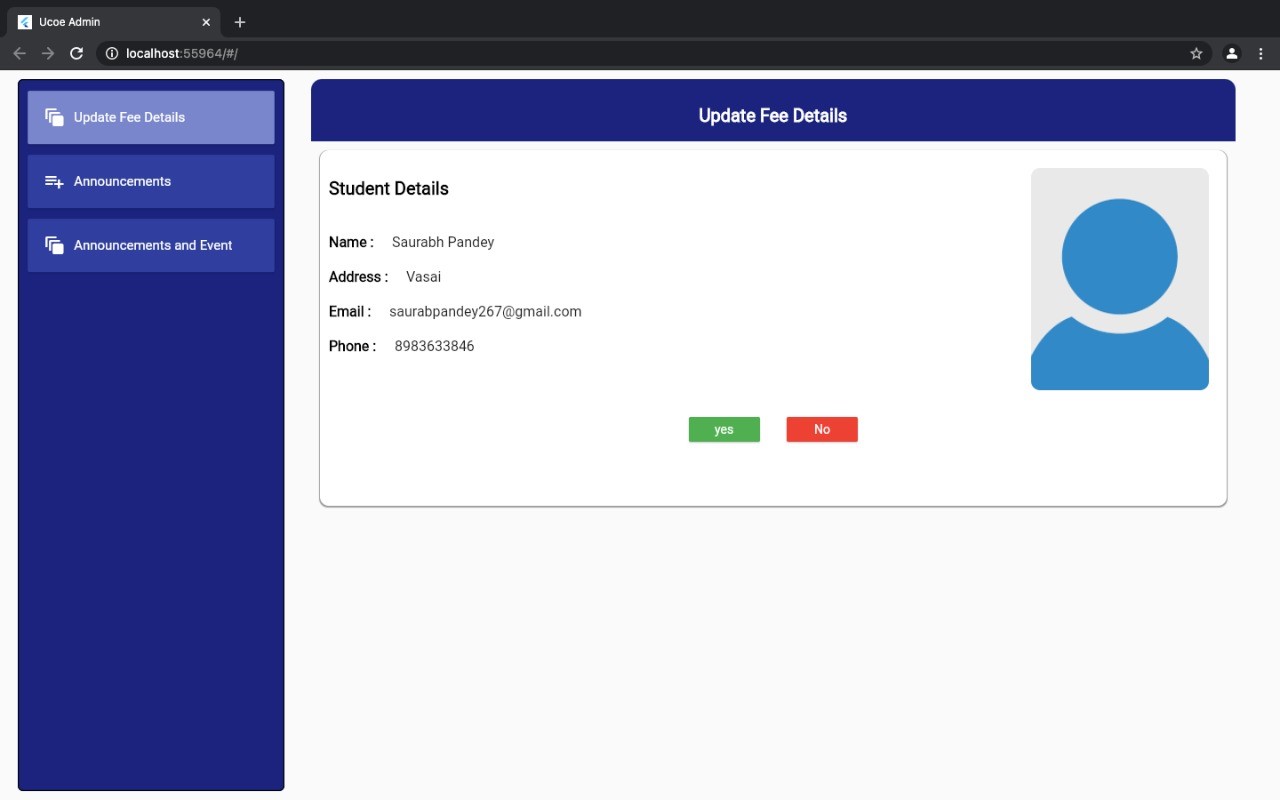 Ucoe Admin
localhost:55964/#/
Update Fee Details
Announcements
Announcements and Event
Update Fee Details
Student Details
Name : Saurabh Pandey
Address : Vasai
Email : saurabpandey267@gmail.com
Phone : 8983633846
yes No